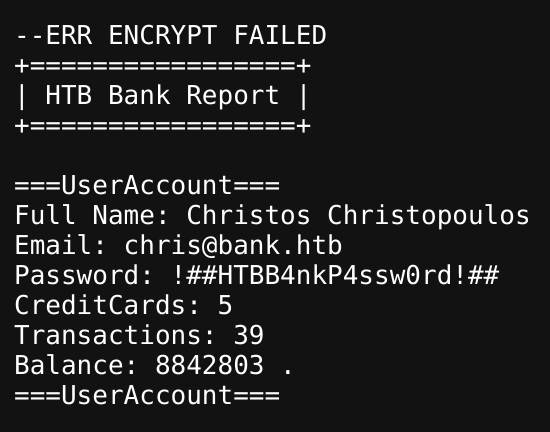 --ERR ENCRYPT FAILED
+=================+
| HTB Bank Report |
+=================+
===UserAccount===
Full Name: Christos Christopoulos
Email: chris@bank.htb
Password: !##HTBB4nkP4ssw0rd!##
CreditCards: 5
Transactions: 39
Balance: 8842803 .
===UserAccount===